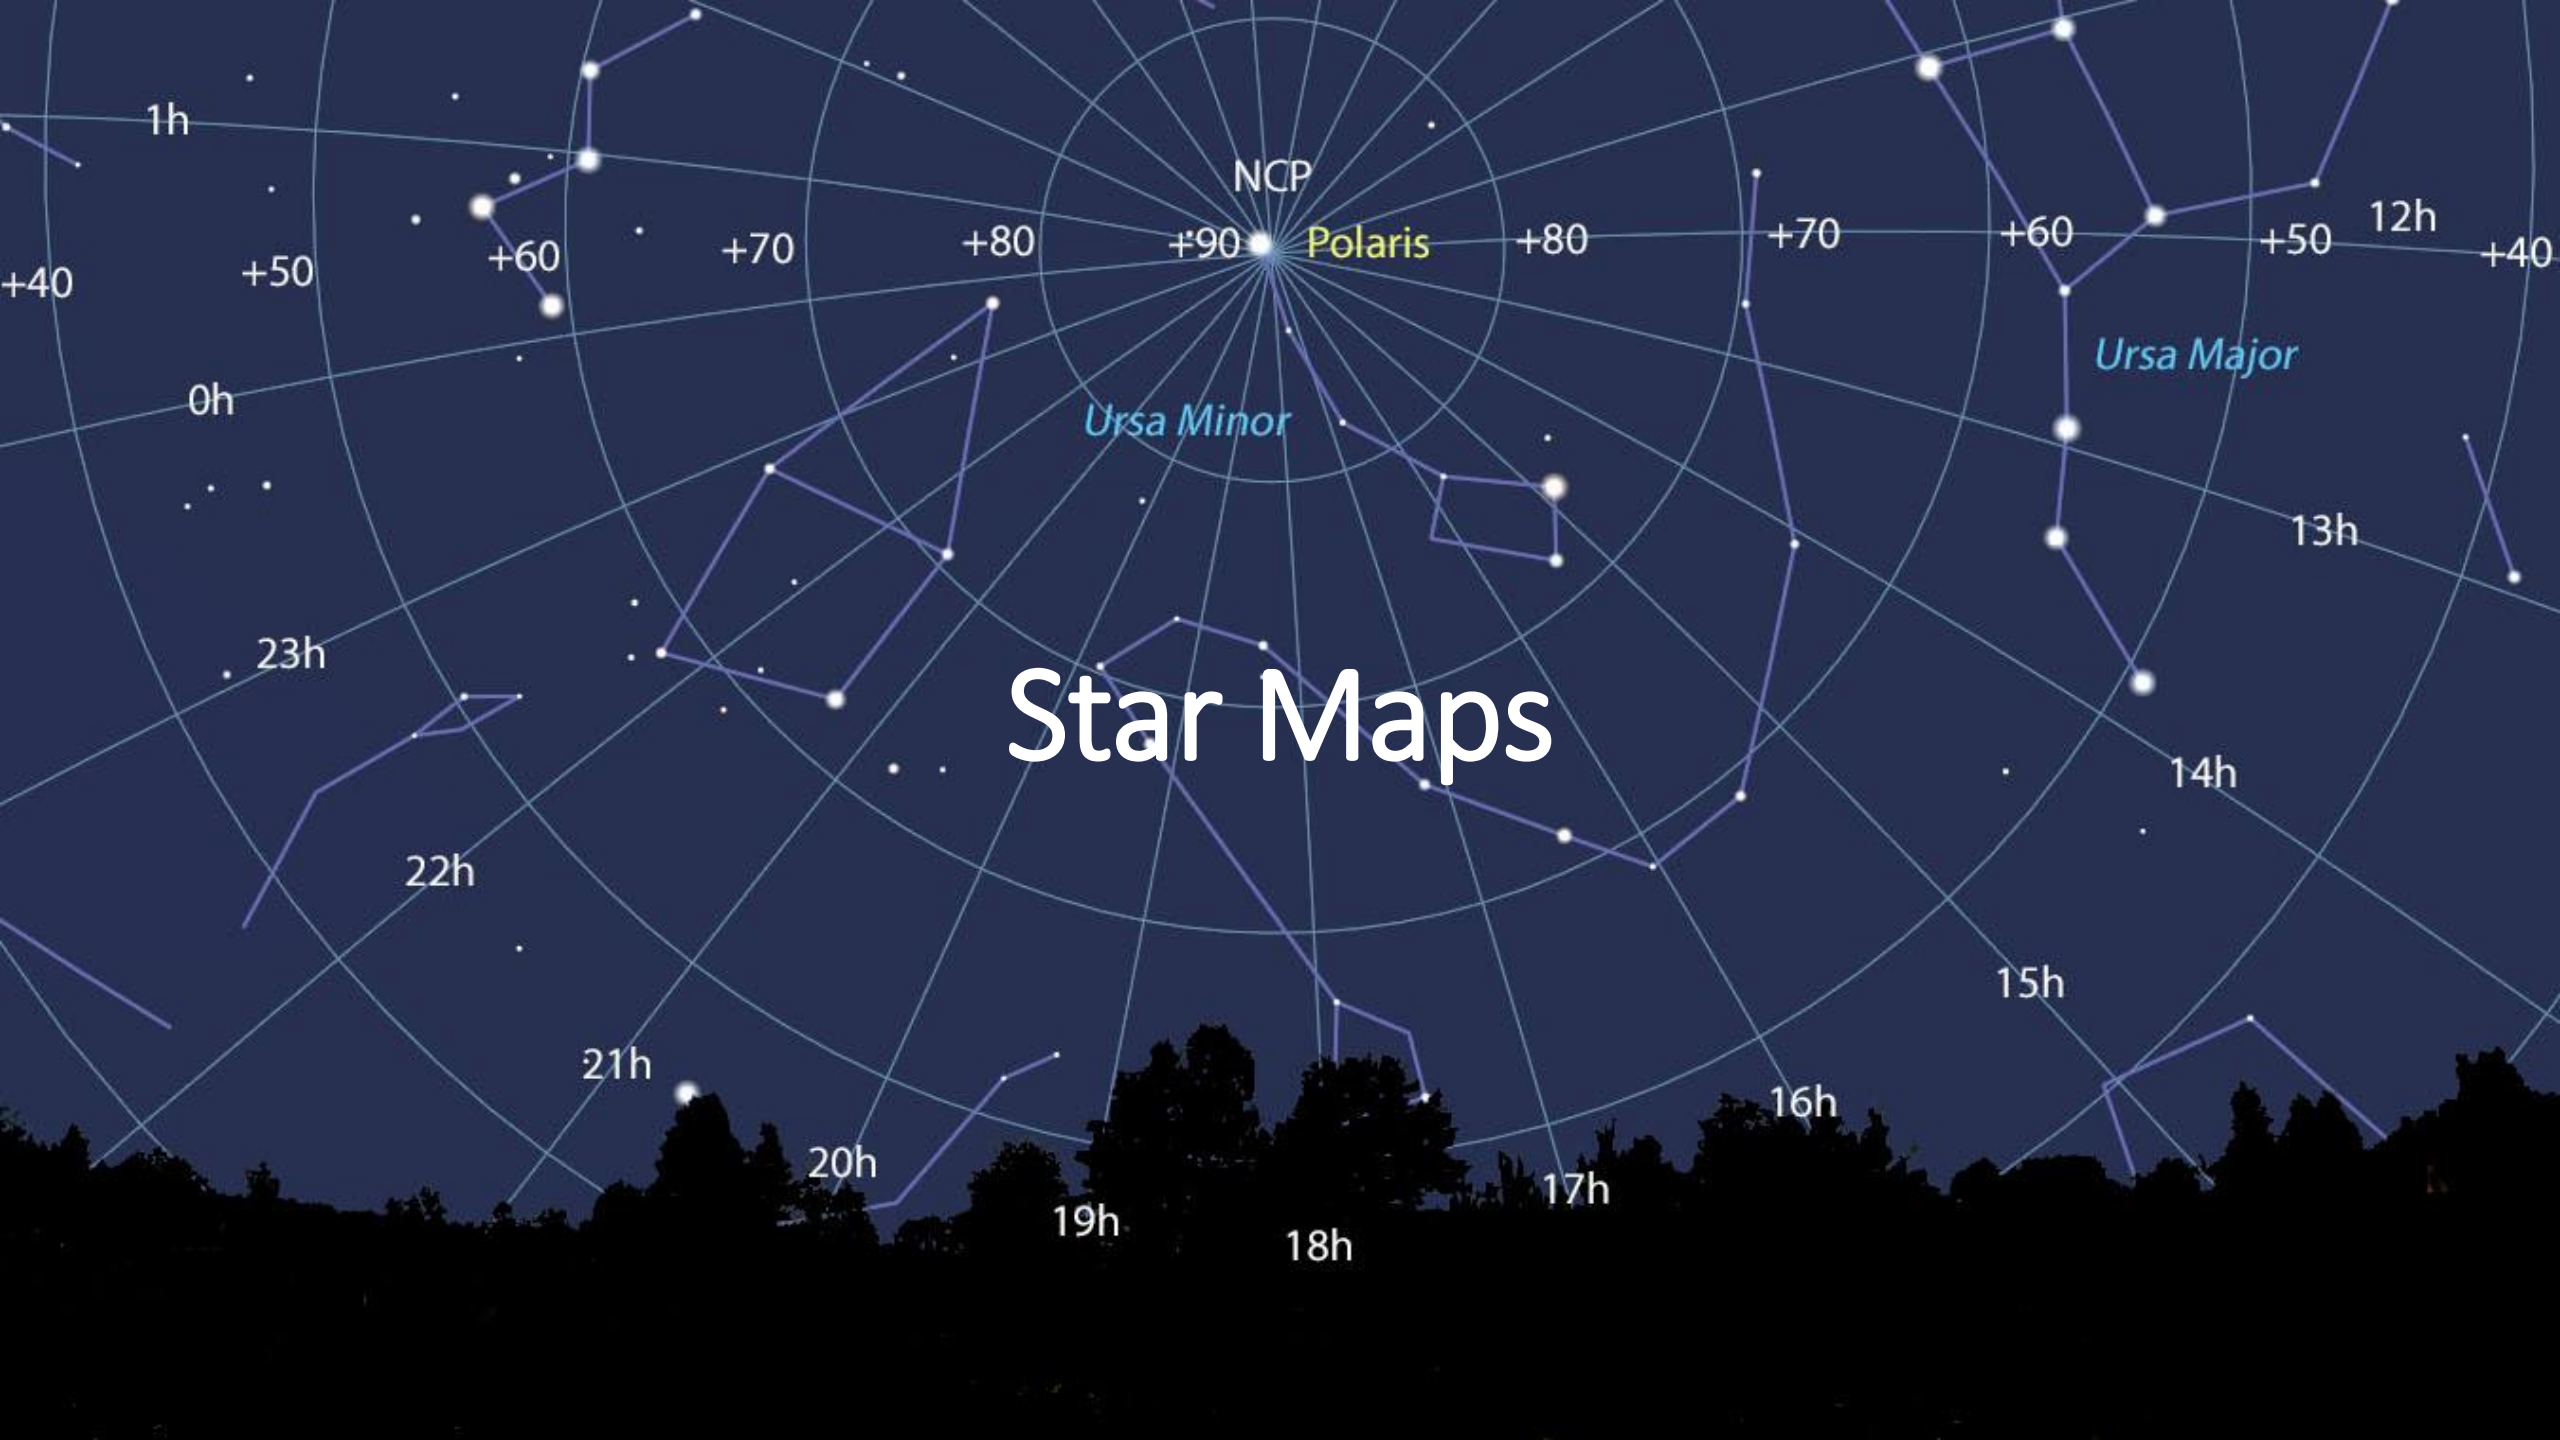 1h
NCP
+40
+50
+60
+70
+80
+90
Polaris
+80
+70
+60
+50
12h
+40
Ursa Major
0h
Ursa Minor
13h
23h
Star Maps
14h
22h
15h
21h
16h
20h
17h
19h
18h